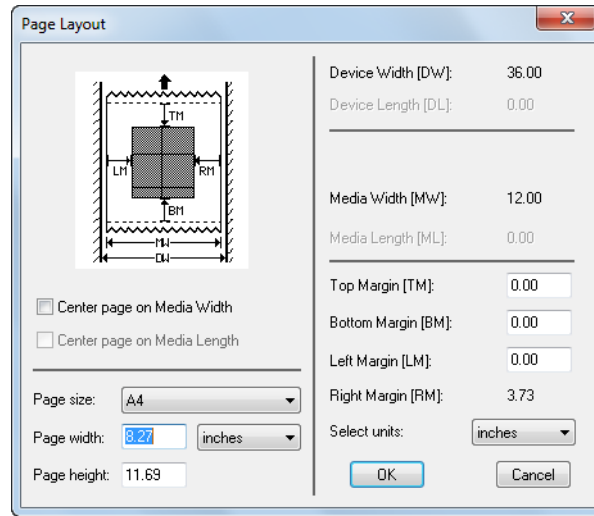 Page Layout
TM
LM
RM
BM
MW
DW
Center page on Media Width
Center page on Media Length
Page size: A4
Page width: 8.27 inches
Page height: 11.69
Device Width [DW]: 36.00
Device Length [DL]: 0.00
Media Width [MW]: 12.00
Media Length [ML]: 0.00
Top Margin [TM]: 0.00
Bottom Margin [BM]: 0.00
Left Margin [LM]: 0.00
Right Margin [RM]: 3.73
Select units: inches
OK Cancel